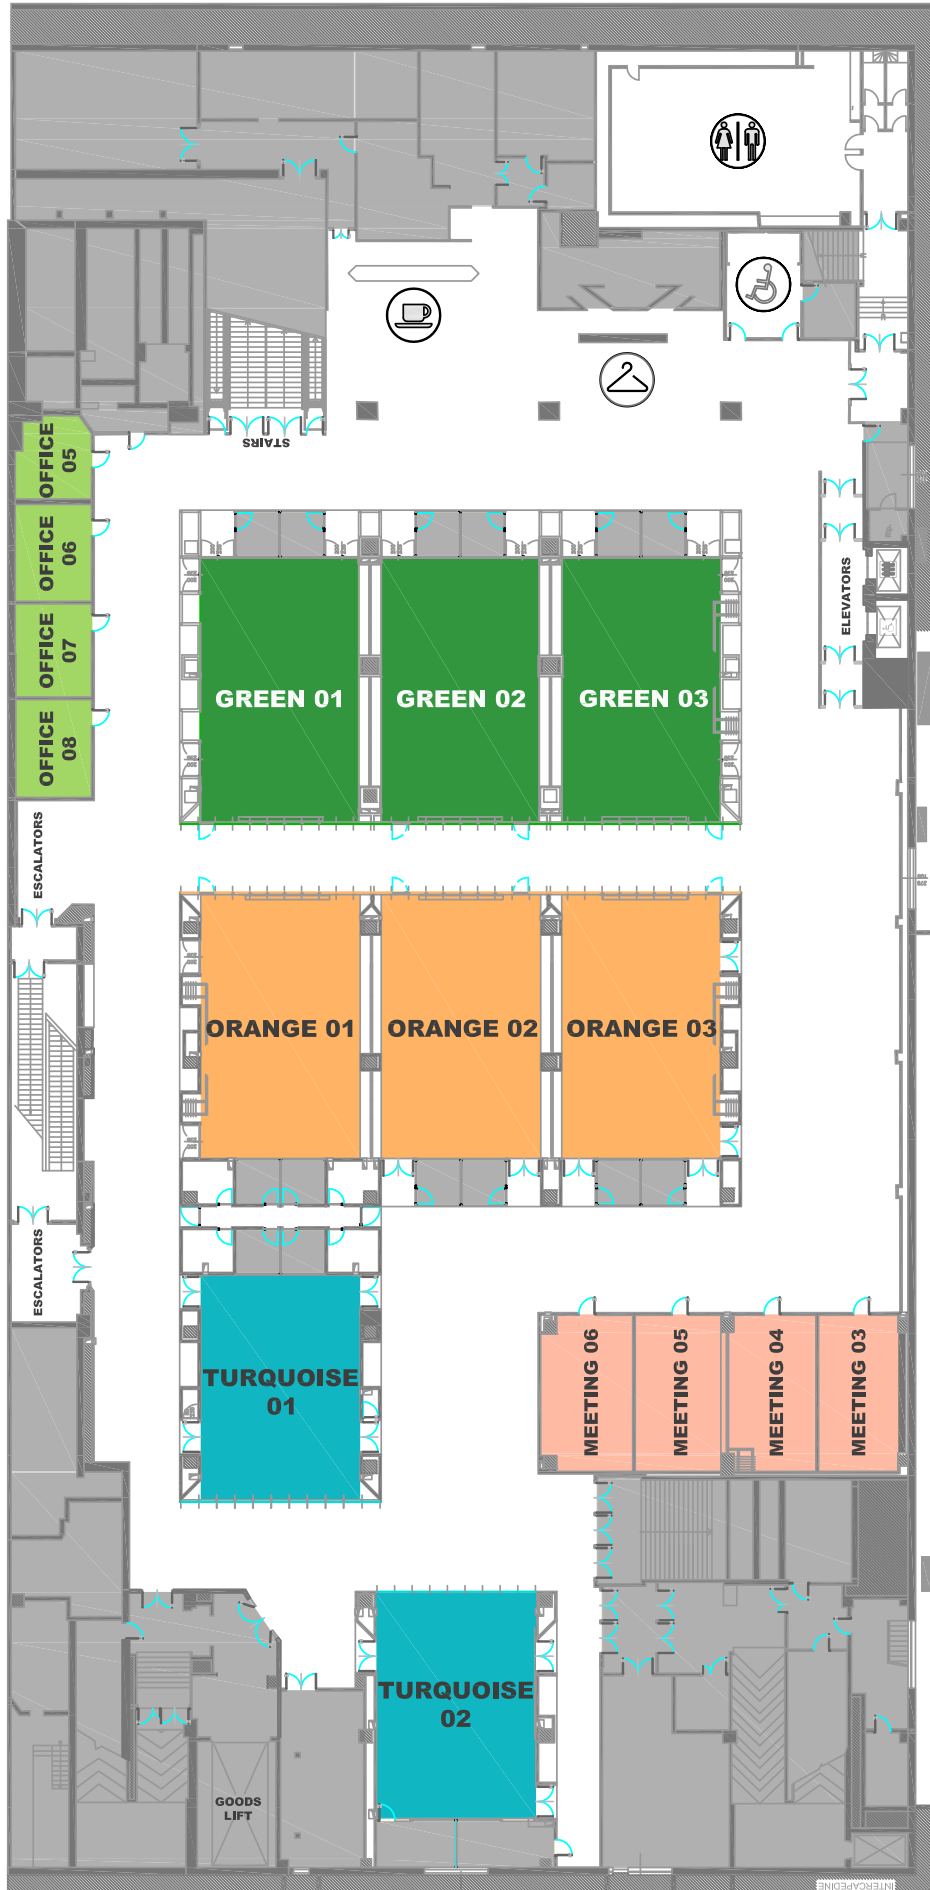 STAIRS
OFFICE
05
OFFICE
06
OFFICE
07
OFFICE
08
ELEVATORS
GREEN 01
GREEN 02
GREEN 03
ESCALATORS
ORANGE 01
ORANGE 02
ORANGE 03
ESCALATORS
TURQUOISE
01
MEETING 06
MEETING 05
MEETING 04
MEETING 03
TURQUOISE
02
GOODS
LIFT
INTERCAPEDINE